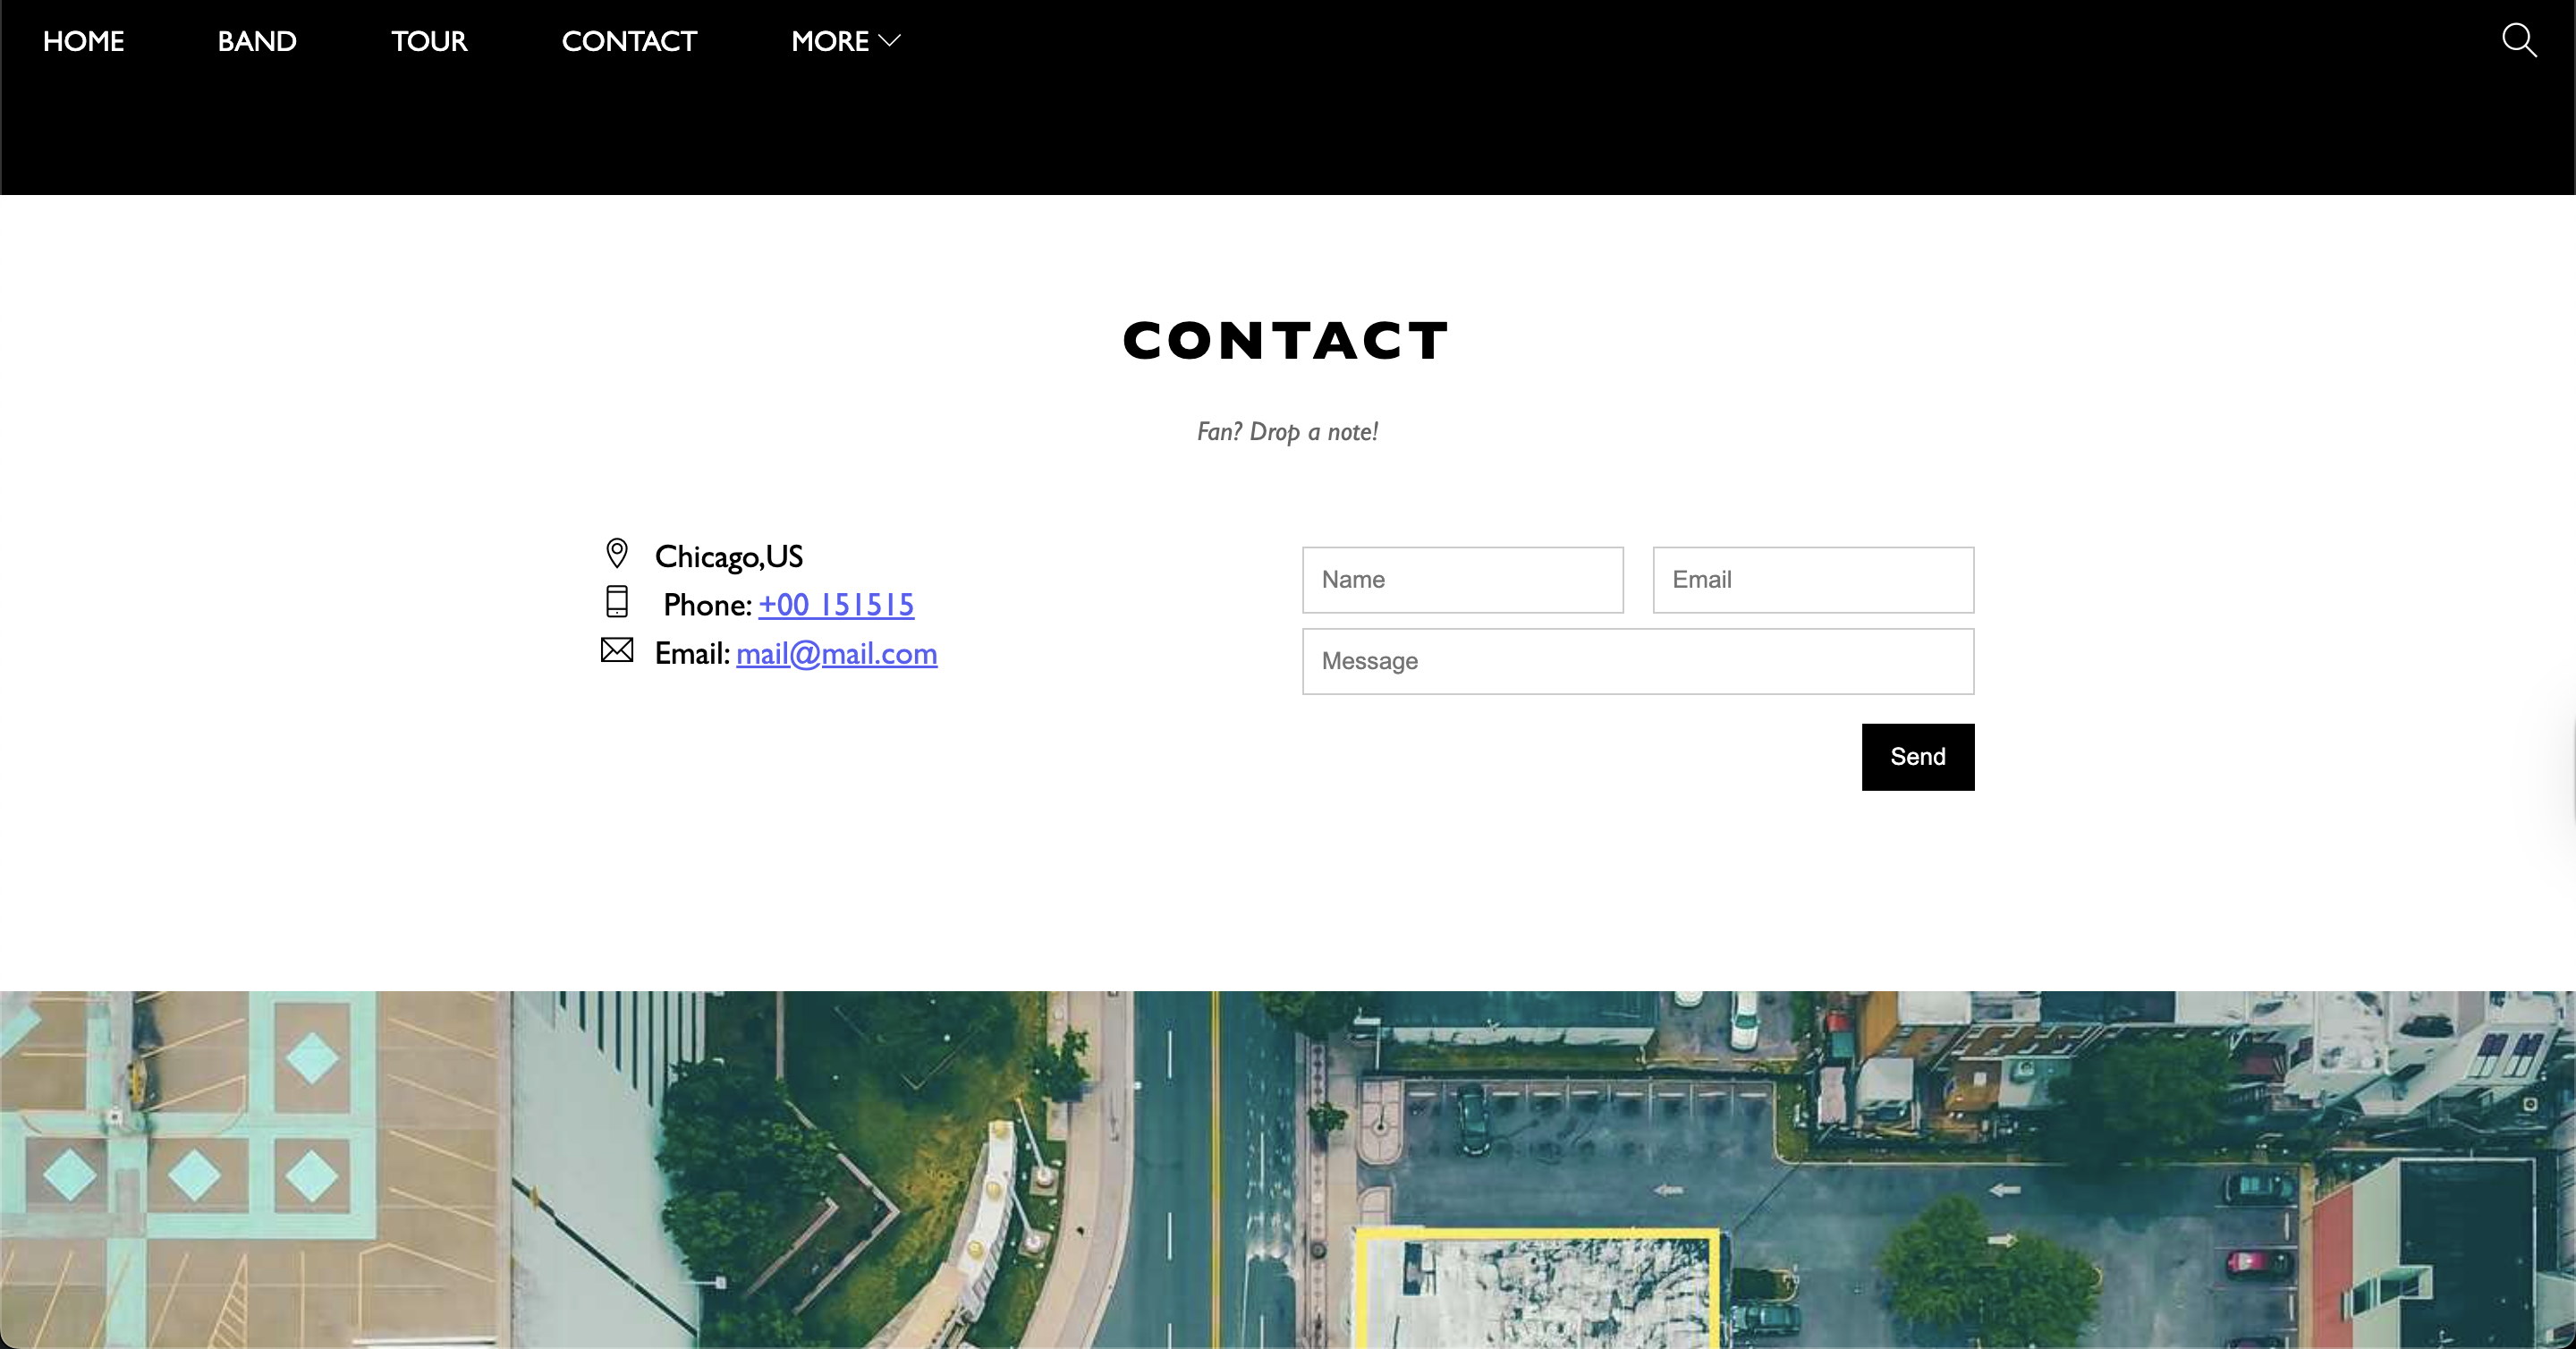 HOME BAND TOUR CONTACT MORE
CONTACT
Fan? Drop a note!
Chicago,US
Phone: +00 151515
Email: mail@mail.com
Name Email
Message
Send